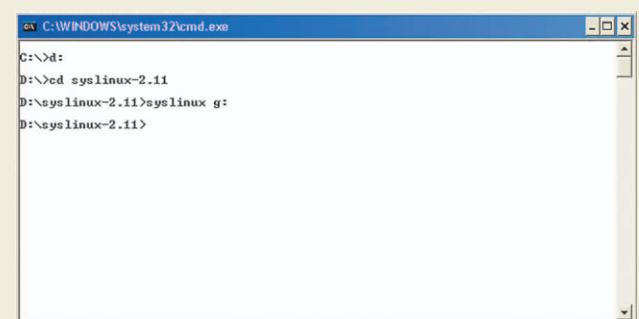 C:\WINDOWS\system32\cmd.exe
C:\>d:
D:\>cd syslinux-2.11
D:\syslinux-2.11>syslinux g:
D:\syslinux-2.11>